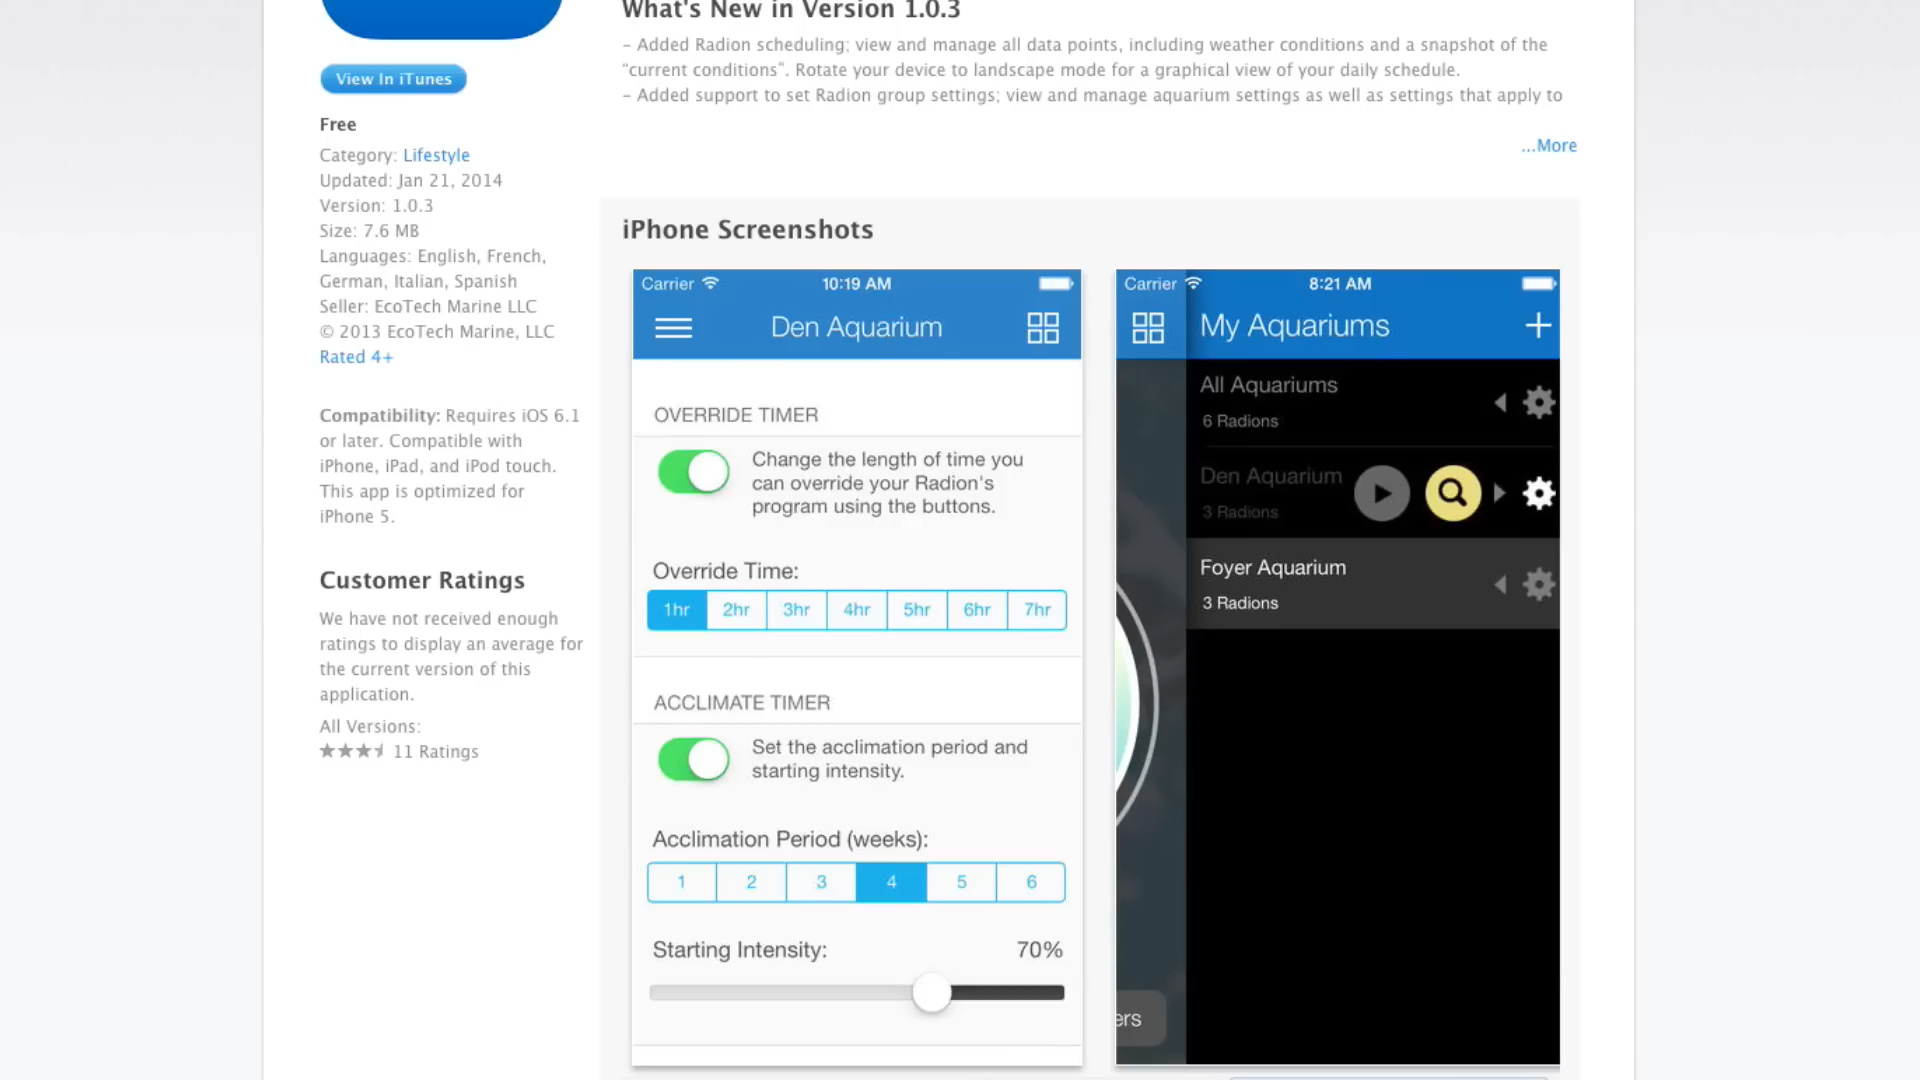 What's New in Version 1.0.3
– Added Radion scheduling; view and manage all data points, including weather conditions and a snapshot of the
“current conditions”. Rotate your device to landscape mode for a graphical view of your daily schedule.
– Added support to set Radion group settings; view and manage aquarium settings as well as settings that apply to
...More
View In iTunes
Free
Category: Lifestyle
Updated: Jan 21, 2014
Version: 1.0.3
Size: 7.6 MB
Languages: English, French,
German, Italian, Spanish
Seller: EcoTech Marine LLC
© 2013 EcoTech Marine, LLC
Rated 4+
Compatibility: Requires iOS 6.1
or later. Compatible with
iPhone, iPad, and iPod touch.
This app is optimized for
iPhone 5.
Customer Ratings
We have not received enough
ratings to display an average for
the current version of this
application.
All Versions:
11 Ratings
iPhone Screenshots
Carrier 10:19 AM
Den Aquarium
OVERRIDE TIMER
Change the length of time you
can override your Radion's
program using the buttons.
Override Time:
1hr 2hr 3hr 4hr 5hr 6hr 7hr
ACCLIMATE TIMER
Set the acclimation period and
starting intensity.
Acclimation Period (weeks):
1 2 3 4 5 6
Starting Intensity: 70%
Carrier 8:21 AM
My Aquariums
All Aquariums
6 Radions
Den Aquarium
3 Radions
Foyer Aquarium
3 Radions
ers